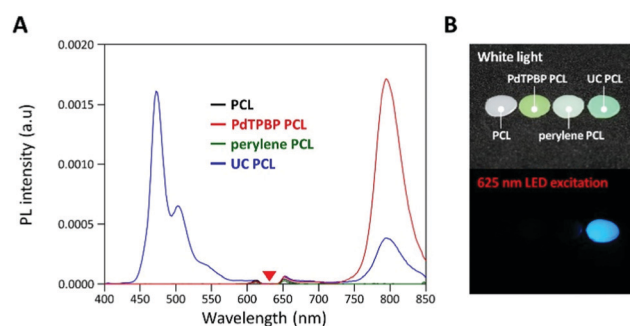 A
0.0020
0.0015
0.0010
0.0005
0.0000
PL intensity (a.u)
PCL
PdTPBP PCL
perylene PCL
UC PCL
400 450 500 550 600 650 700 750 800 850
Wavelength (nm)
B
White light
PdTPBP PCL UC PCL
PCL perylene PCL
625 nm LED excitation